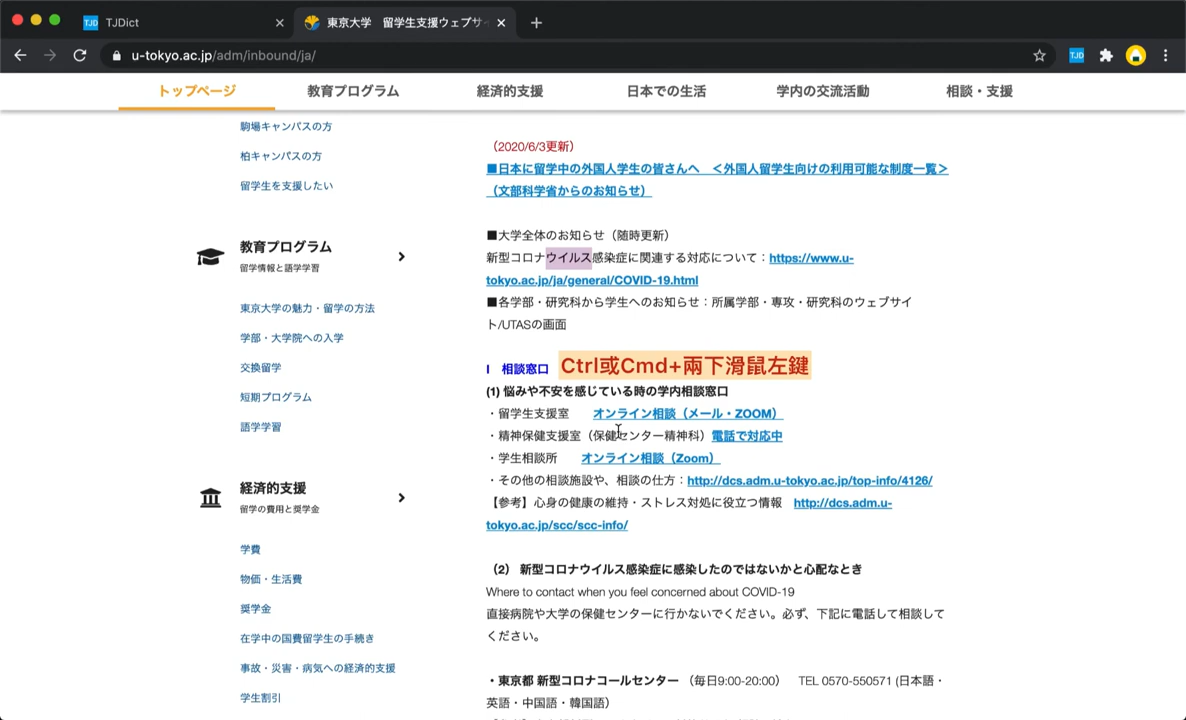 TJD TJDict
東京大学　留学生支援ウェブサ
u-tokyo.ac.jp/adm/inbound/ja/
TJD
トップページ 教育プログラム 経済的支援 日本での生活 学内の交流活動 相談・支援
駒場キャンパスの方
柏キャンパスの方
留学生を支援したい
教育プログラム
留学情報と語学学習
東京大学の魅力・留学の方法
学部・大学院への入学
交換留学
短期プログラム
語学学習
経済的支援
留学の費用と奨学金
学費
物価・生活費
奨学金
在学中の国費留学生の手続き
事故・災害・病気への経済的支援
学生割引
（2020/6/3更新）
■日本に留学中の外国人学生の皆さんへ　＜外国人留学生向けの利用可能な制度一覧＞
（文部科学省からのお知らせ）
■大学全体のお知らせ（随時更新）
新型コロナウイルス感染症に関連する対応について：https://www.u-
tokyo.ac.jp/ja/general/COVID-19.html
■各学部・研究科から学生へのお知らせ：所属学部・専攻・研究科のウェブサイ
ト/UTASの画面
I　相談窓口 Ctrl或Cmd+兩下滑鼠左鍵
(1) 悩みや不安を感じている時の学内相談窓口
・留学生支援室　　オンライン相談（メール・ZOOM）
・精神保健支援室（保健センター精神科）電話で対応中
・学生相談所　　オンライン相談（Zoom）
・その他の相談施設や、相談の仕方：http://dcs.adm.u-tokyo.ac.jp/top-info/4126/
【参考】心身の健康の維持・ストレス対処に役立つ情報　http://dcs.adm.u-
tokyo.ac.jp/scc/scc-info/
（2） 新型コロナウイルス感染症に感染したのではないかと心配なとき
Where to contact when you feel concerned about COVID-19
直接病院や大学の保健センターに行かないでください。必ず、下記に電話して相談して
ください。
・東京都 新型コロナコールセンター （毎日9:00-20:00）　TEL 0570-550571 (日本語・
英語・中国語・韓国語）